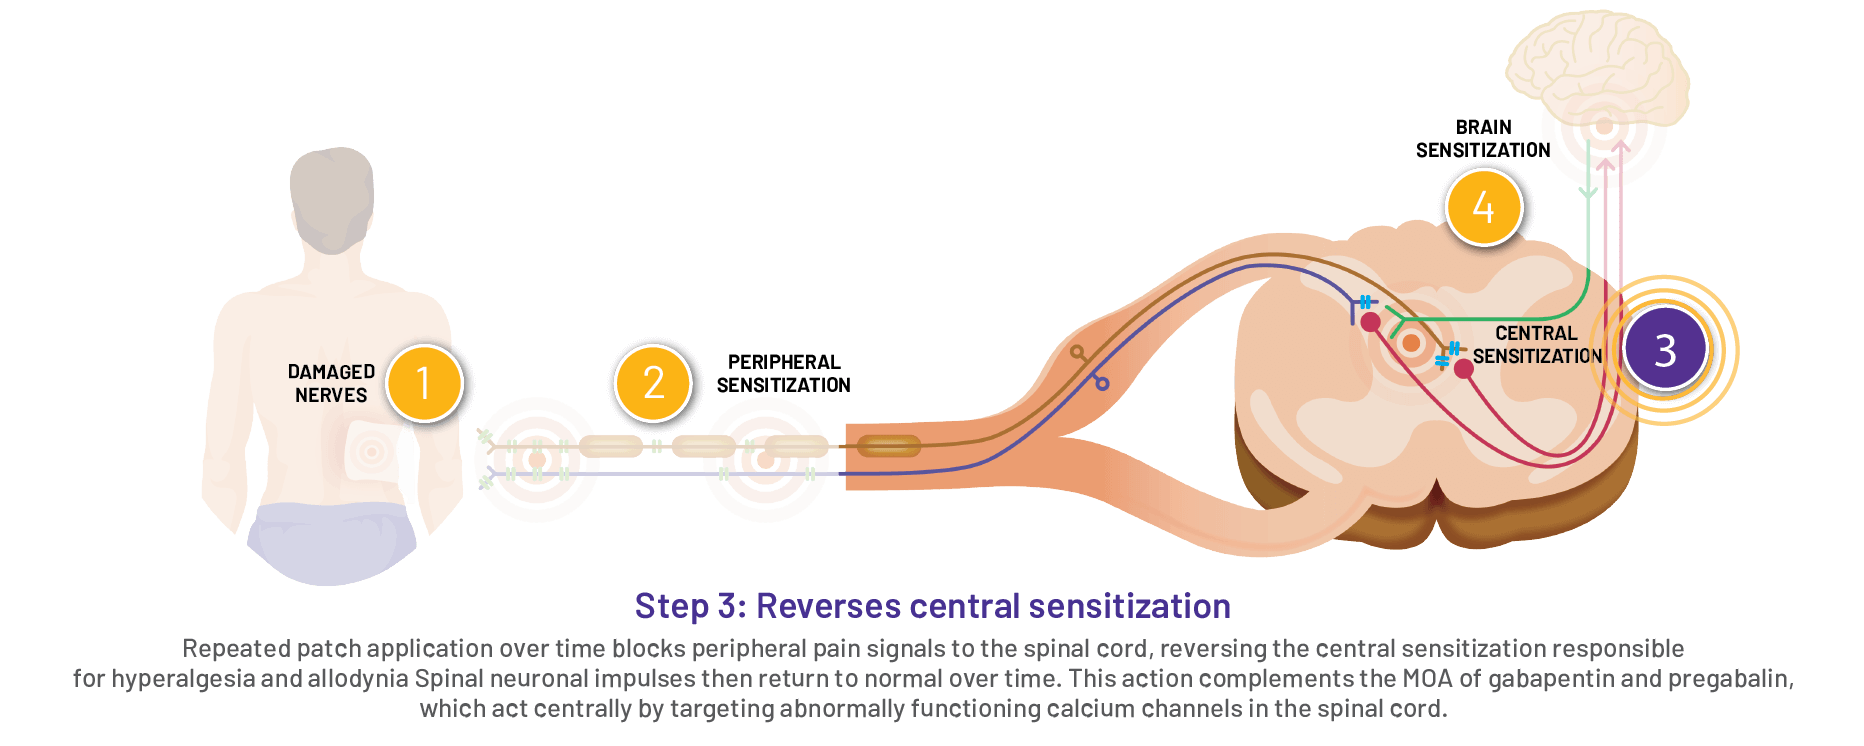 BRAIN
SENSITIZATION
4
DAMAGED
NERVES
1
2
PERIPHERAL
SENSITIZATION
CENTRAL
SENSITIZATION
3
Step 3: Reverses central sensitization
Repeated patch application over time blocks peripheral pain signals to the spinal cord, reversing the central sensitization responsible
for hyperalgesia and allodynia Spinal neuronal impulses then return to normal over time. This action complements the MOA of gabapentin and pregabalin,
which act centrally by targeting abnormally functioning calcium channels in the spinal cord.